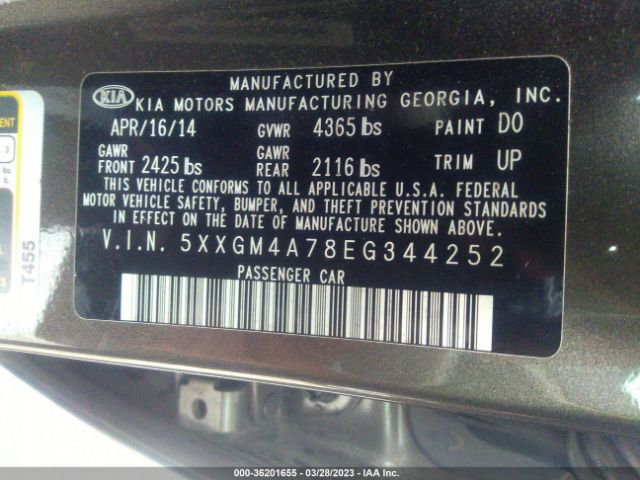 MANUFACTURED BY
KIA KIA MOTORS MANUFACTURING GEORGIA, INC.
APR/16/14 GVWR 4365 lbs PAINT DO
GAWR FRONT 2425 lbs GAWR REAR 2116 lbs TRIM UP
THIS VEHICLE CONFORMS TO ALL APPLICABLE U.S.A. FEDERAL
MOTOR VEHICLE SAFETY, BUMPER, AND THEFT PREVENTION STANDARDS
IN EFFECT ON THE DATE OF MANUFACTURE SHOWN ABOVE.
V.I.N. 5XXGM4A78EG344252
PASSENGER CAR
3
lbs.
T455
000-36201655 - 03/28/2023 - IAA Inc.